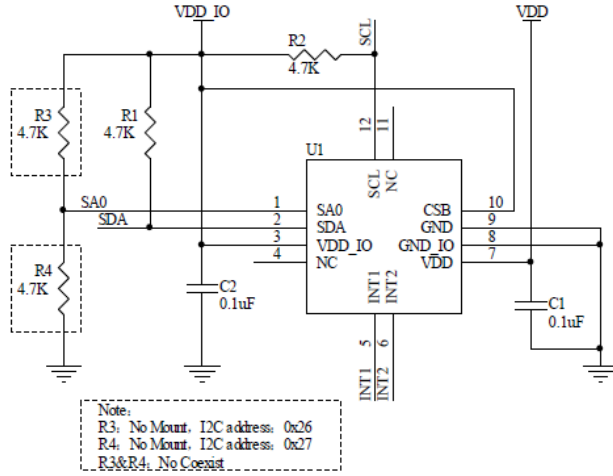 VDD_IO
VDD
SCL
R2
4.7K
R3
4.7K
R1
4.7K
12
11
U1
SCL
NC
SA0
1
SA0
CSB
10
SDA
2
SDA
GND
9
3
VDD_IO
GND_IO
8
4
NC
VDD
7
R4
4.7K
INT1
INT2
C2
0.1uF
C1
0.1uF
5
6
INT1
INT2
Note:
R3: No Mount, I2C address: 0x26
R4: No Mount, I2C address: 0x27
R3&R4: No Coexist